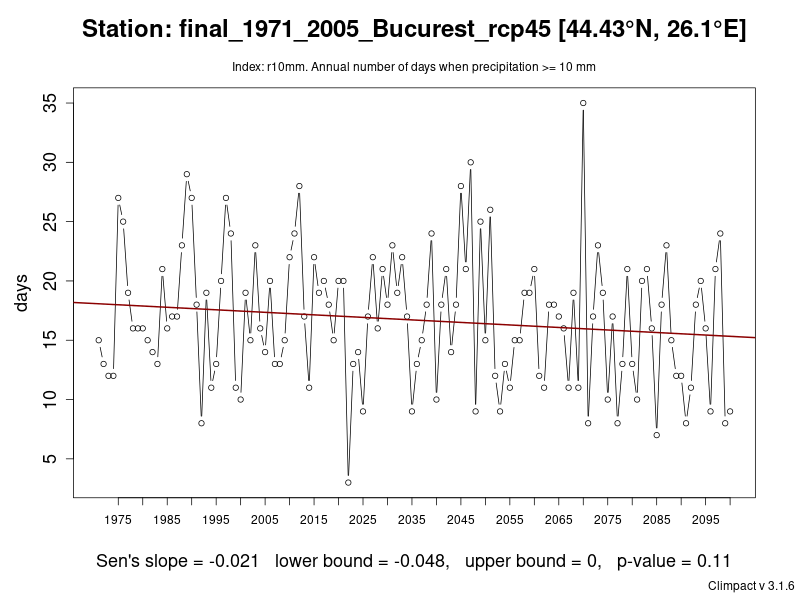 Station: final_1971_2005_Bucurest_rcp45 [44.43°N, 26.1°E]
Index: r10mm. Annual number of days when precipitation >= 10 mm
35
30
25
20
15
10
5
days
1975 1985 1995 2005 2015 2025 2035 2045 2055 2065 2075 2085 2095
Sen's slope = -0.021 lower bound = -0.048, upper bound = 0, p-value = 0.11
Climpact v 3.1.6